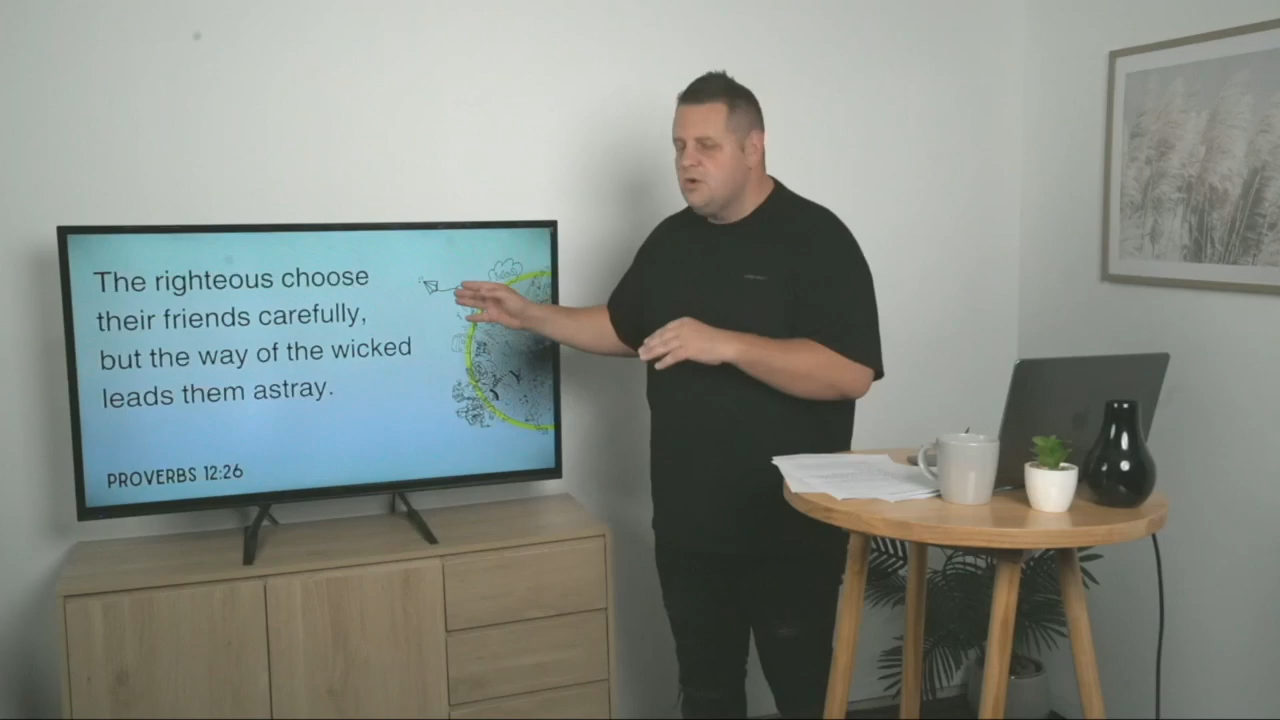 The righteous choose
their friends carefully,
but the way of the wicked
leads them astray.
PROVERBS 12:26